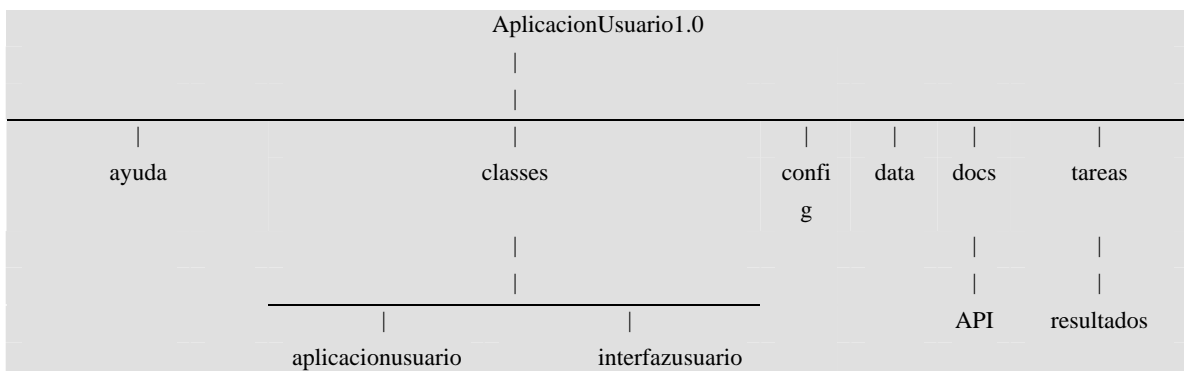 AplicacionUsuario1.0
|
|
| | | | | |
ayuda classes confi data docs tareas
g
| | |
| | |
| | API resultados
aplicacionusuario interfazusuario